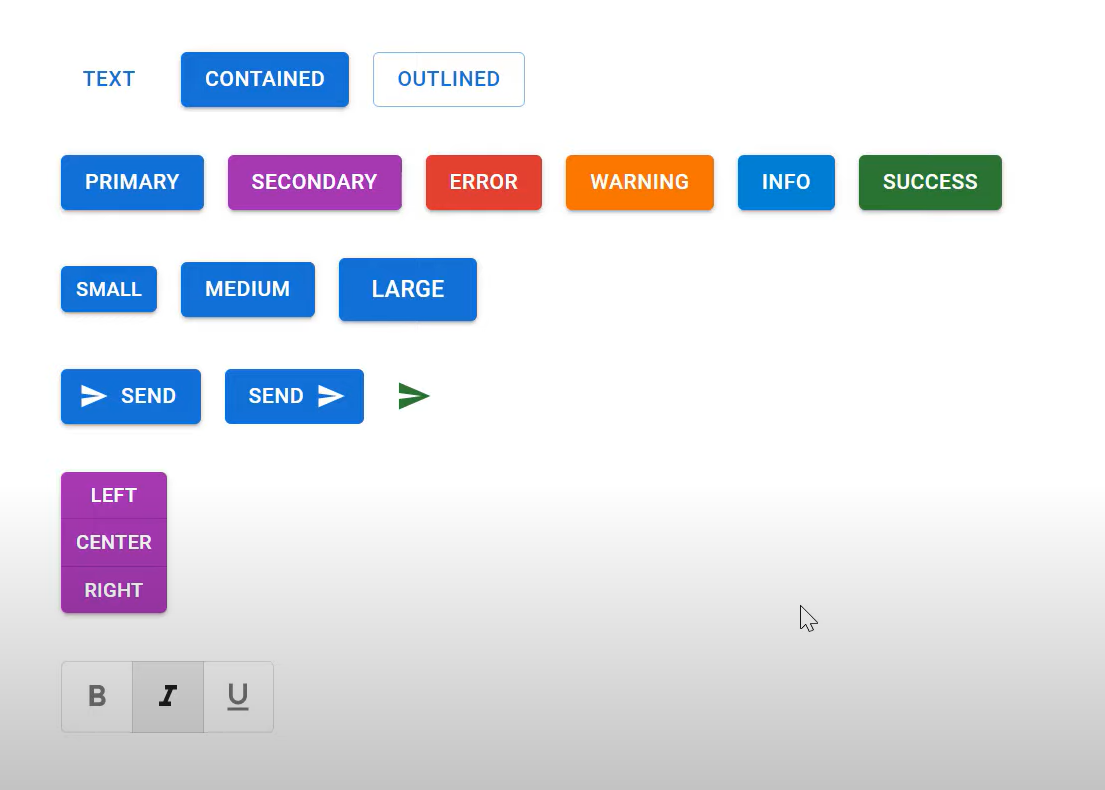 TEXT CONTAINED OUTLINED
PRIMARY SECONDARY ERROR WARNING INFO SUCCESS
SMALL MEDIUM LARGE
SEND SEND
LEFT
CENTER
RIGHT
B I U